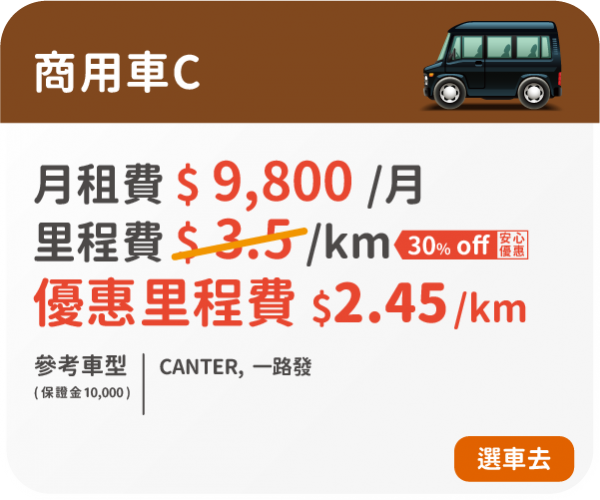 商用車C
月租費 $ 9,800 /月
里程費 $ 3.5 /km 30% off 安心優惠
優惠里程費 $2.45/km
參考車型 CANTER, 一路發
(保證金10,000)
選車去